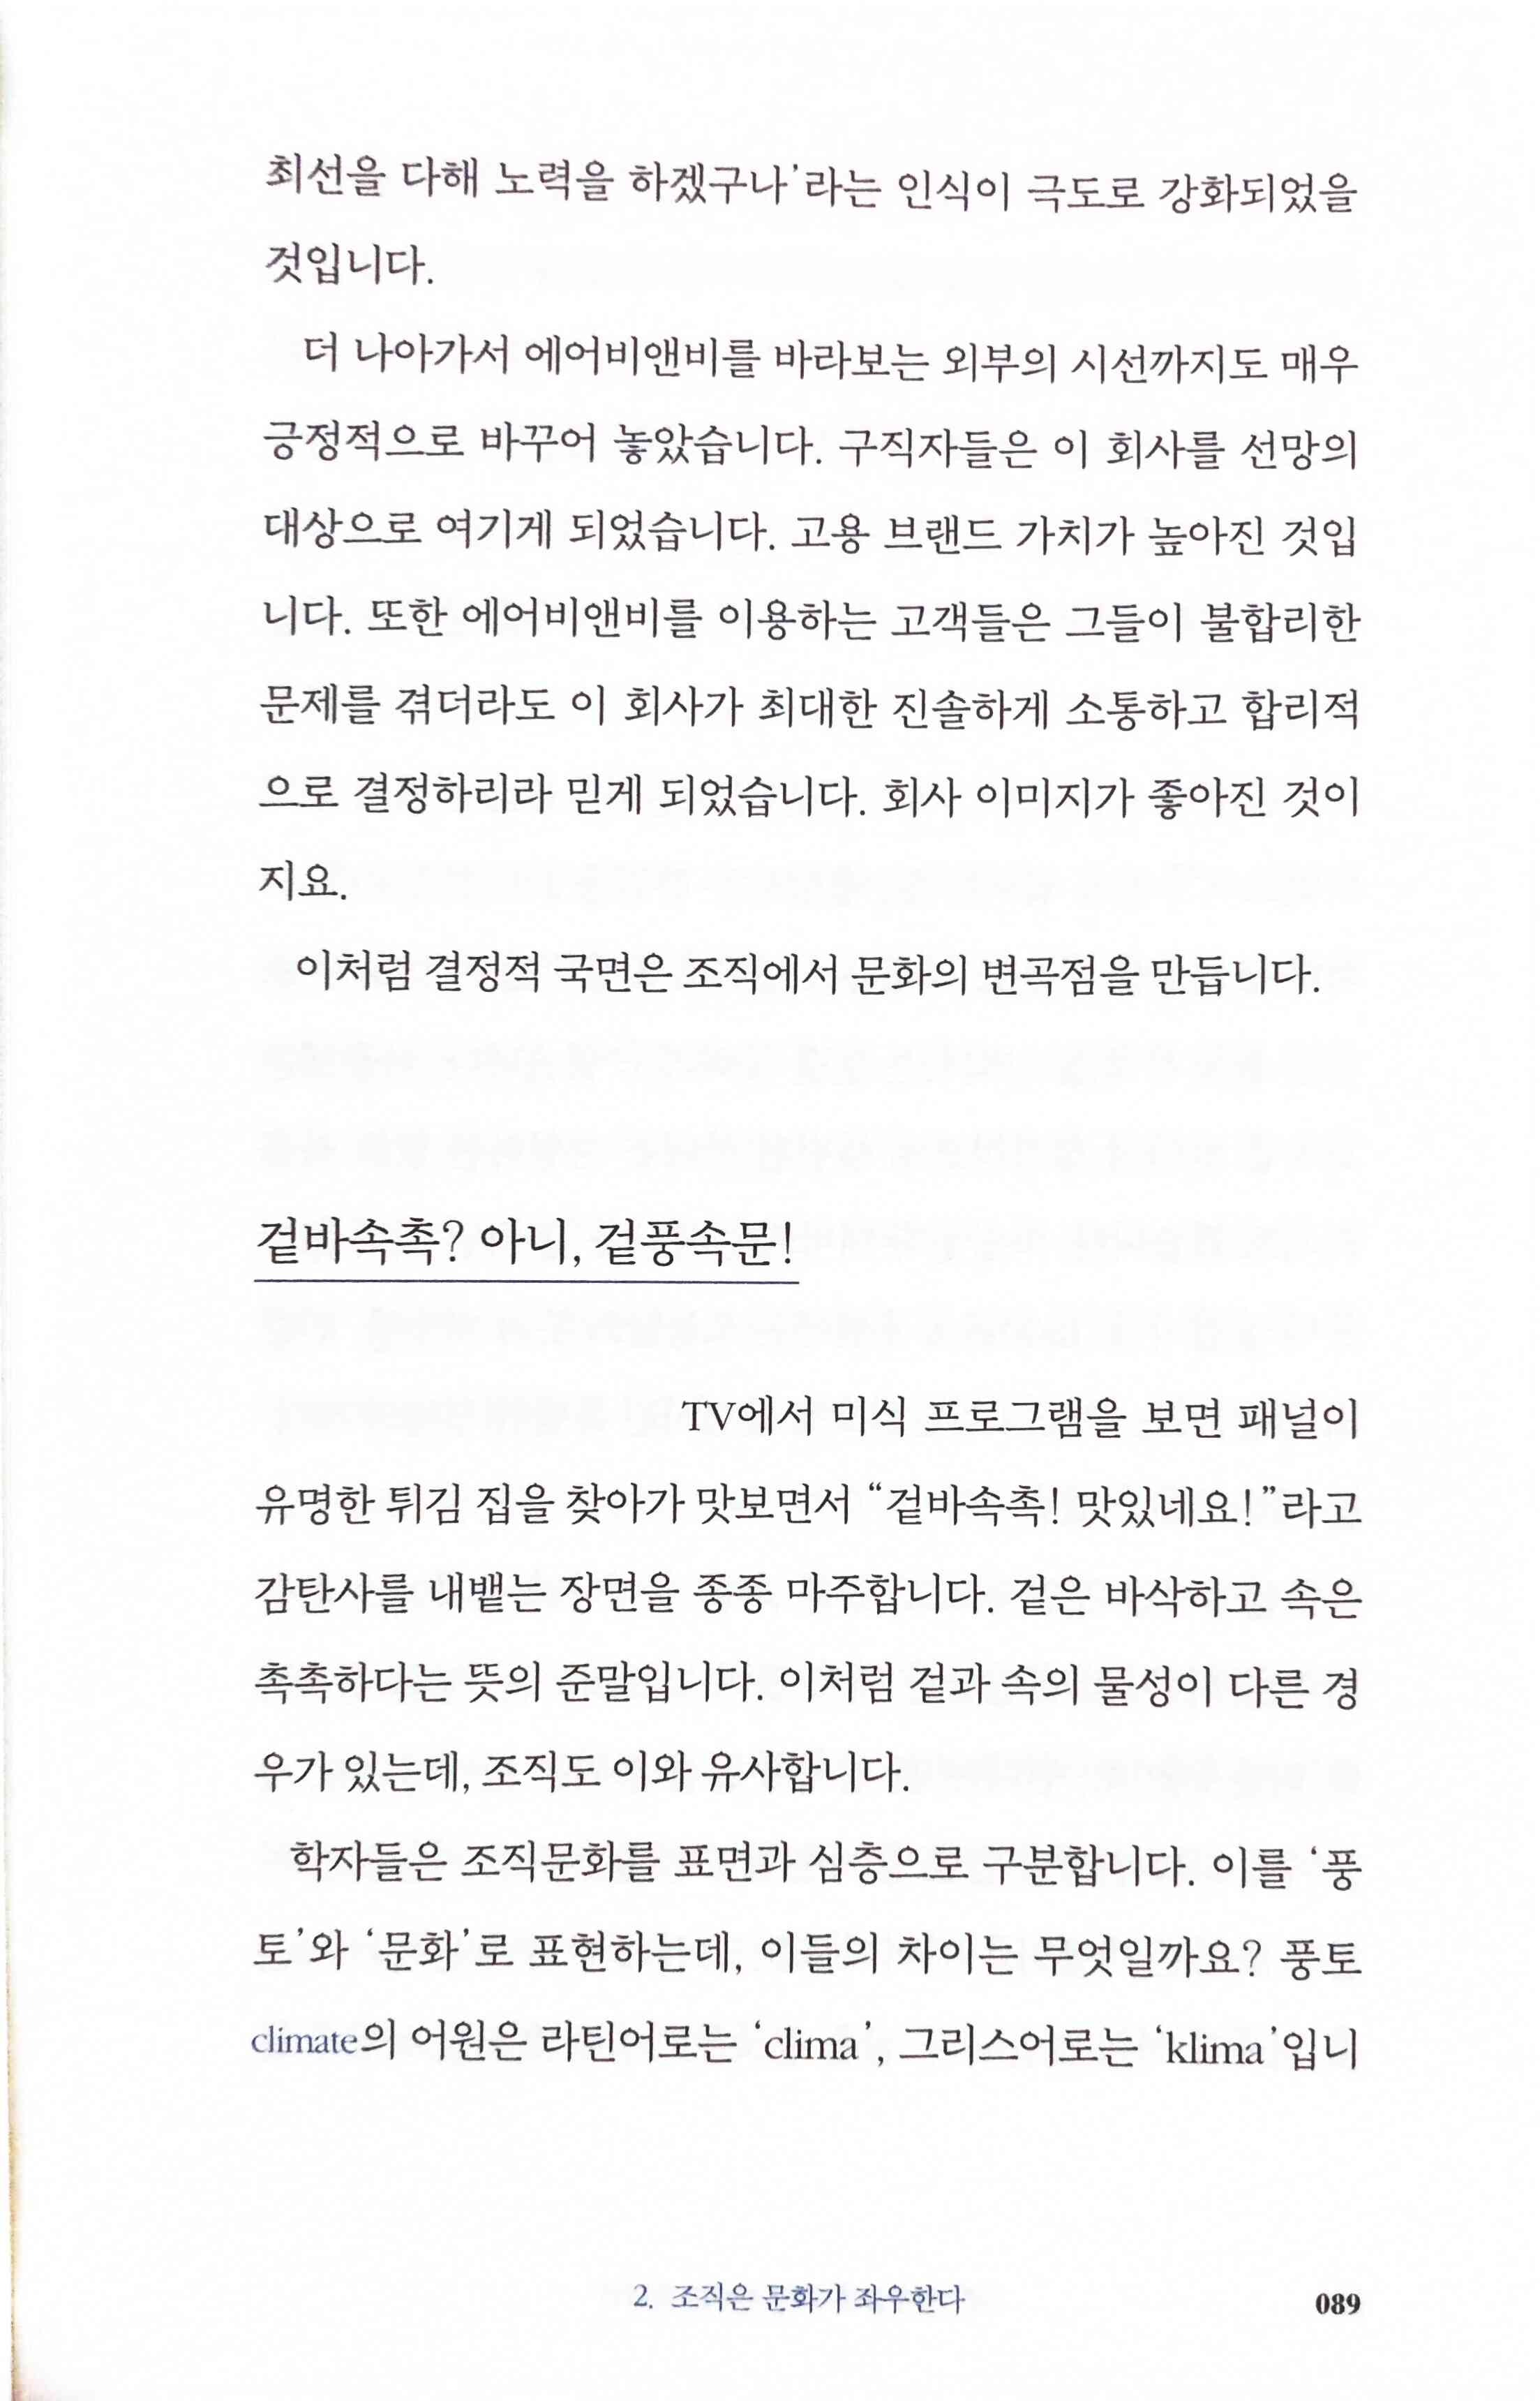 최선을 다해 노력을 하겠구나’라는 인식이 극도로 강화되었을
것입니다.
더 나아가서 에어비앤비를 바라보는 외부의 시선까지도 매우
긍정적으로 바꾸어 놓았습니다. 구직자들은 이 회사를 선망의
대상으로 여기게 되었습니다. 고용 브랜드 가치가 높아진 것입
니다. 또한 에어비앤비를 이용하는 고객들은 그들이 불합리한
문제를 겪더라도 이 회사가 최대한 진솔하게 소통하고 합리적
으로 결정하리라 믿게 되었습니다. 회사 이미지가 좋아진 것이
지요.
이처럼 결정적 국면은 조직에서 문화의 변곡점을 만듭니다.
겉바속촉? 아니, 겉풍속문!
TV에서 미식 프로그램을 보면 패널이
유명한 튀김 집을 찾아가 맛보면서 “겉바속촉! 맛있네요!”라고
감탄사를 내뱉는 장면을 종종 마주합니다. 겉은 바삭하고 속은
촉촉하다는 뜻의 준말입니다. 이처럼 겉과 속의 물성이 다른 경
우가 있는데, 조직도 이와 유사합니다.
학자들은 조직문화를 표면과 심층으로 구분합니다. 이를 ‘풍
토’와 ‘문화’로 표현하는데, 이들의 차이는 무엇일까요? 풍토
climate의 어원은 라틴어로는 ‘clima’, 그리스어로는 ‘klima’입니
2. 조직은 문화가 좌우한다 089